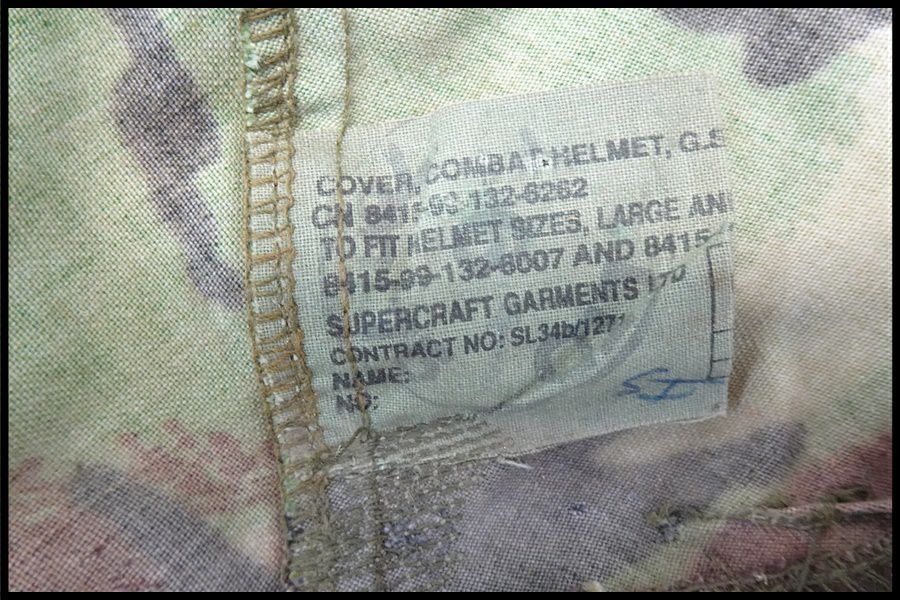 COVER, COMBAT HELMET, G.S
CN 8415-99-132-6262
TO FIT HELMET SIZES, LARGE AN
8415-99-132-6007 AND 8415-
SUPERCRAFT GARMENTS LTD
CONTRACT NO: SL34b/1271
NAME:
NO: